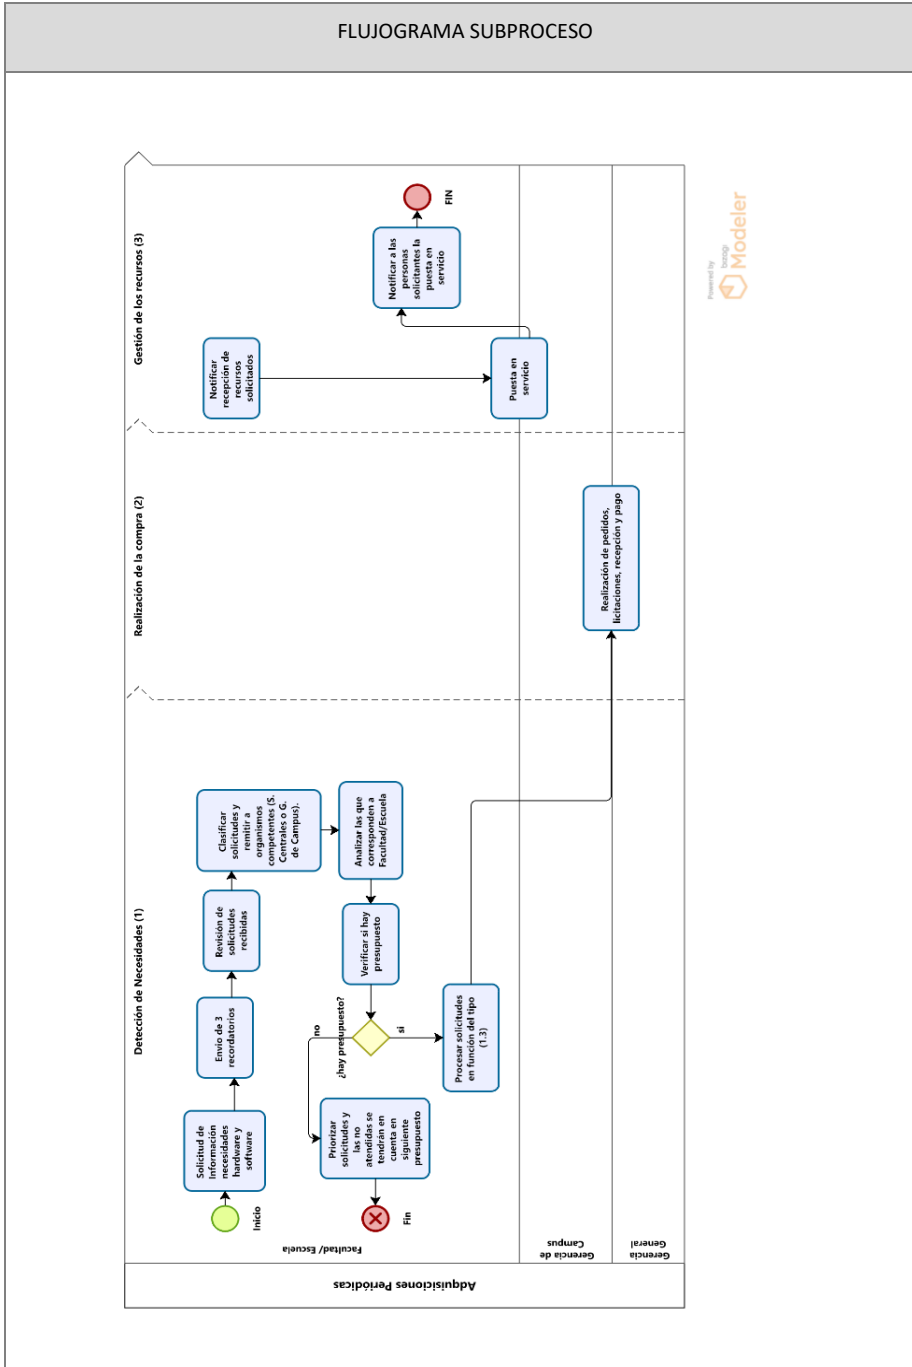 FLUJOGRAMA SUBPROCESO
Adquisiciones Periódicas
Facultad/ Escuela
Gerencia de
Campus
Gerencia
General
Detección de Necesidades (1)
Inicio
Solicitud de
Información
necesidades
hardware y
software
Envío de 3
recordatorios
Revisión de
solicitudes
recibidas
Clasificar
solicitudes y
remitir a
organismos
competentes (S.
Centrales o G.
de Campus).
Analizar las que
corresponden a
Facultad/Escuela
Verificar si hay
presupuesto
¿hay presupuesto?
no
si
Priorizar
solicitudes y
las no
atendidas se
tendrán en
cuenta en
siguiente
presupuesto
Fin
Procesar solicitudes
en función del tipo
(1.3)
Realización de la compra (2)
Realización de pedidos,
licitaciones, recepción y pago
Gestión de los recursos (3)
Notificar
recepción de
recursos
solicitados
Puesta en
servicio
Notificar a las
personas
solicitantes la
puesta en
servicio
FIN
Powered by
bizagi
Modeler